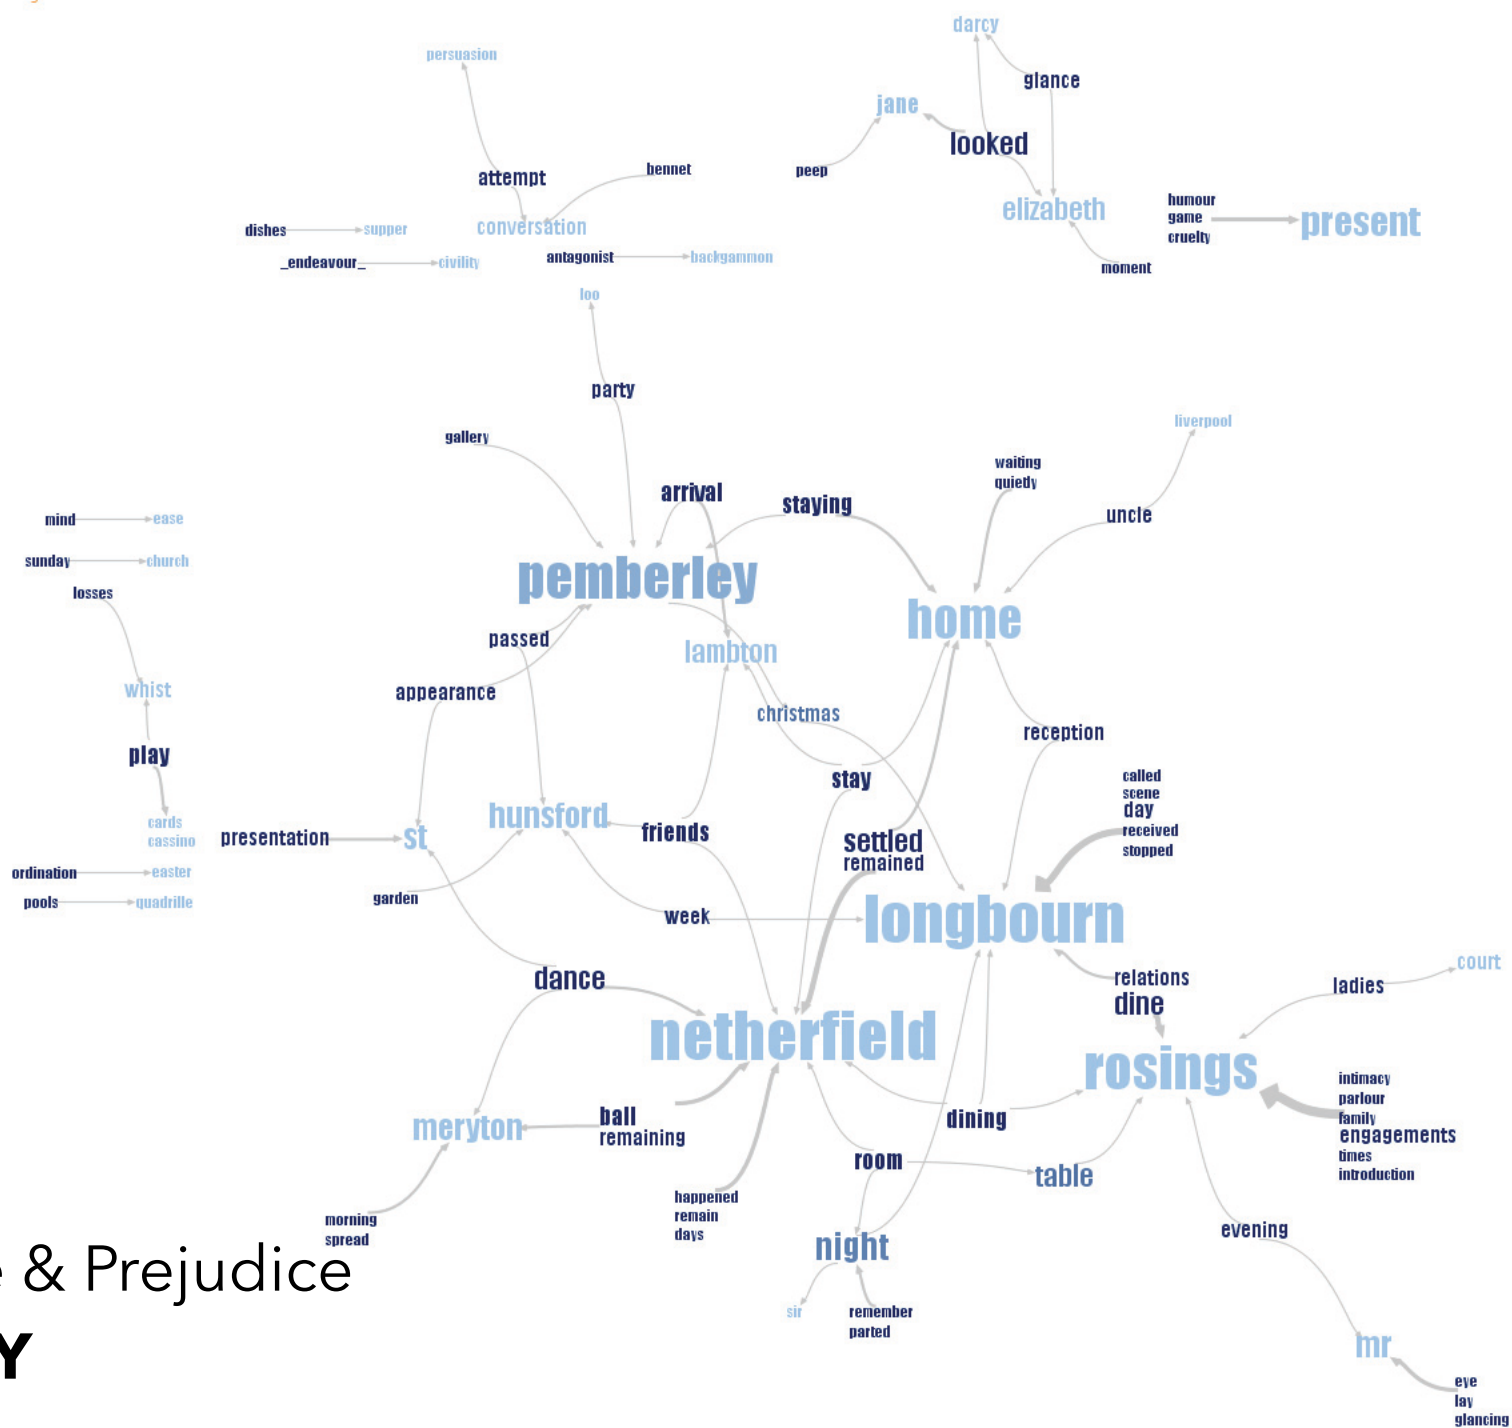 darcy
persuasion
glance
jane
looked
bennet
peep
attempt
humour
elizabeth
game
present
conversation
dishes
supper
cruelty
antagonist
backgammon
_endeavour_
civility
moment
loo
party
liverpool
gallery
waiting
quietly
arrival
staying
uncle
mind
ease
sunday
church
pemberley
losses
home
passed
lambton
whist
appearance
christmas
reception
play
called
stay
scene
day
hunsford
cards
friends
received
presentation
st
settled
cassino
stopped
remained
ordination
easter
garden
pools
quadrille
week
longbourn
court
dance
relations
ladies
dine
netherfield
rosings
intimacy
parlour
ball
dining
family
meryton
remaining
engagements
room
times
table
introduction
happened
remain
morning
days
evening
spread
night
e & Prejudice
sir
remember
parted
mr
Y
eye
lay
glancing